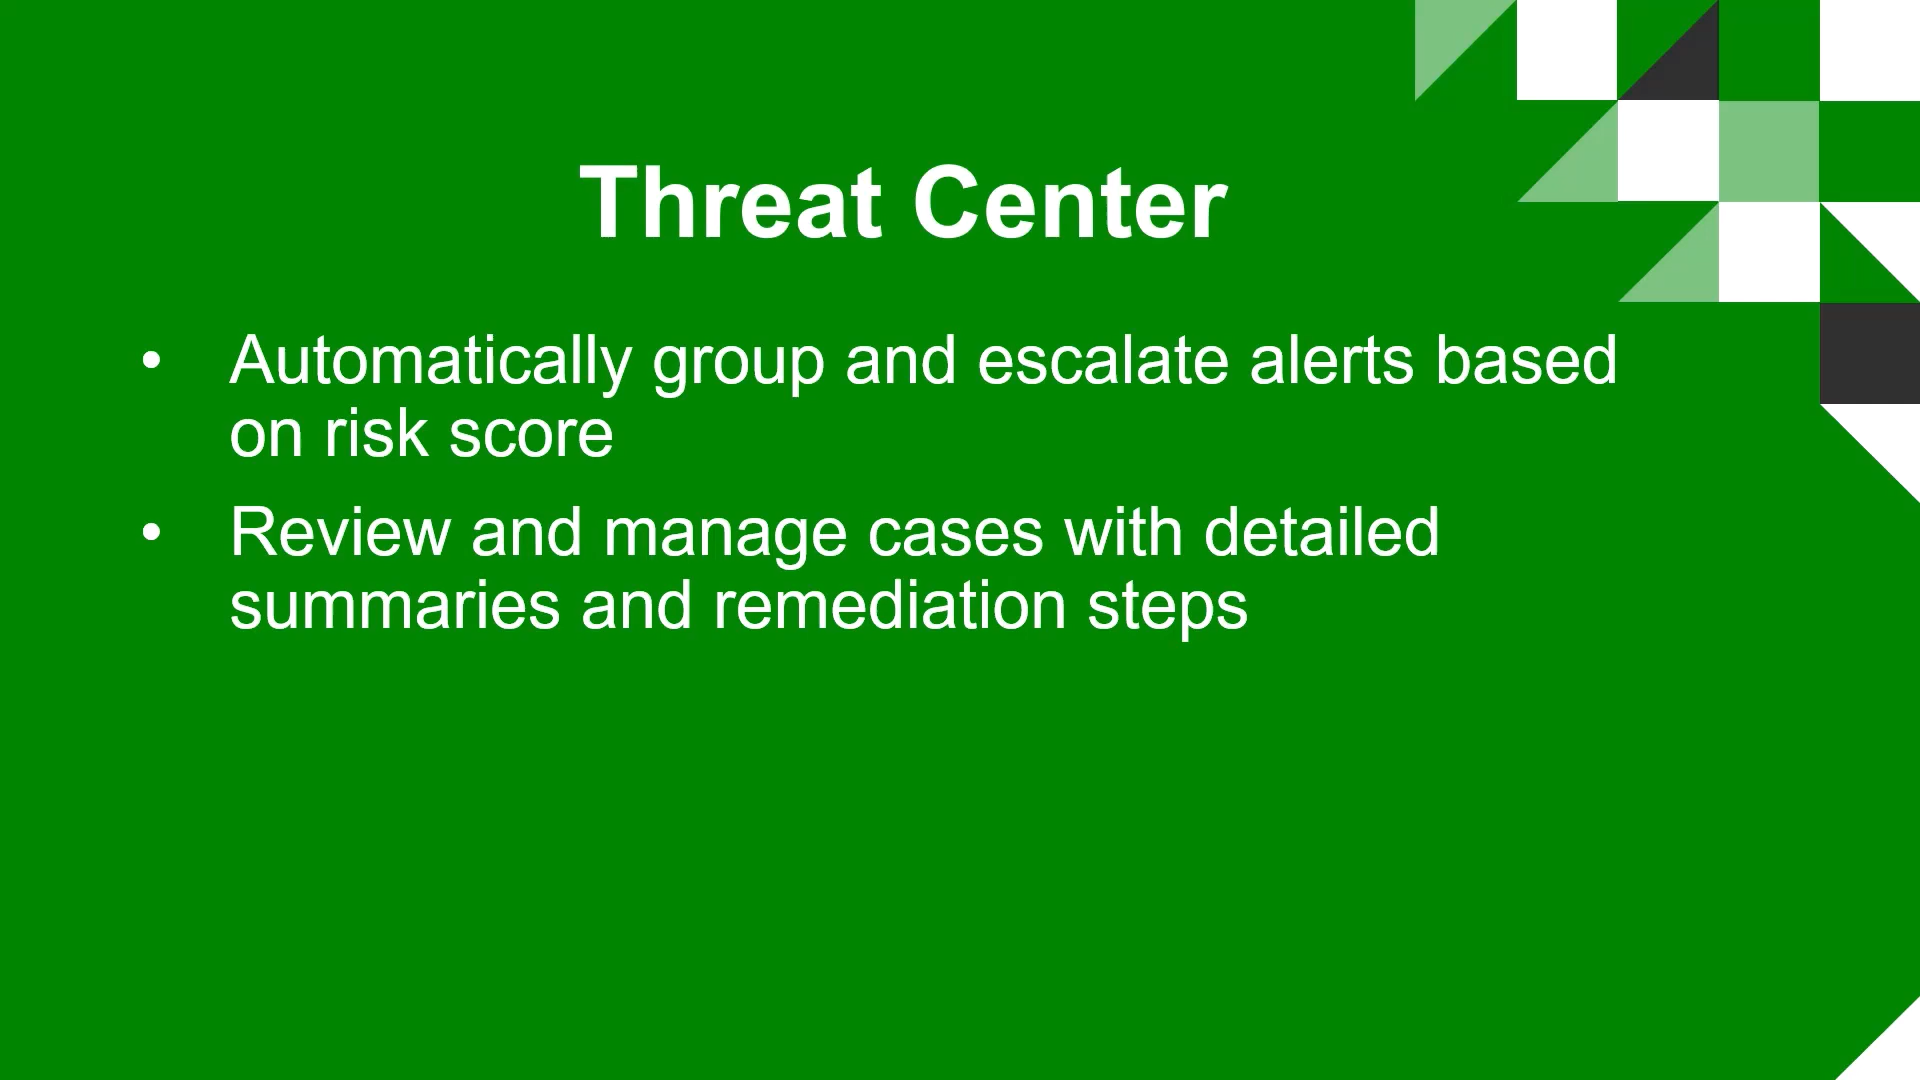 Threat Center
• Automatically group and escalate alerts based
on risk score
• Review and manage cases with detailed
summaries and remediation steps